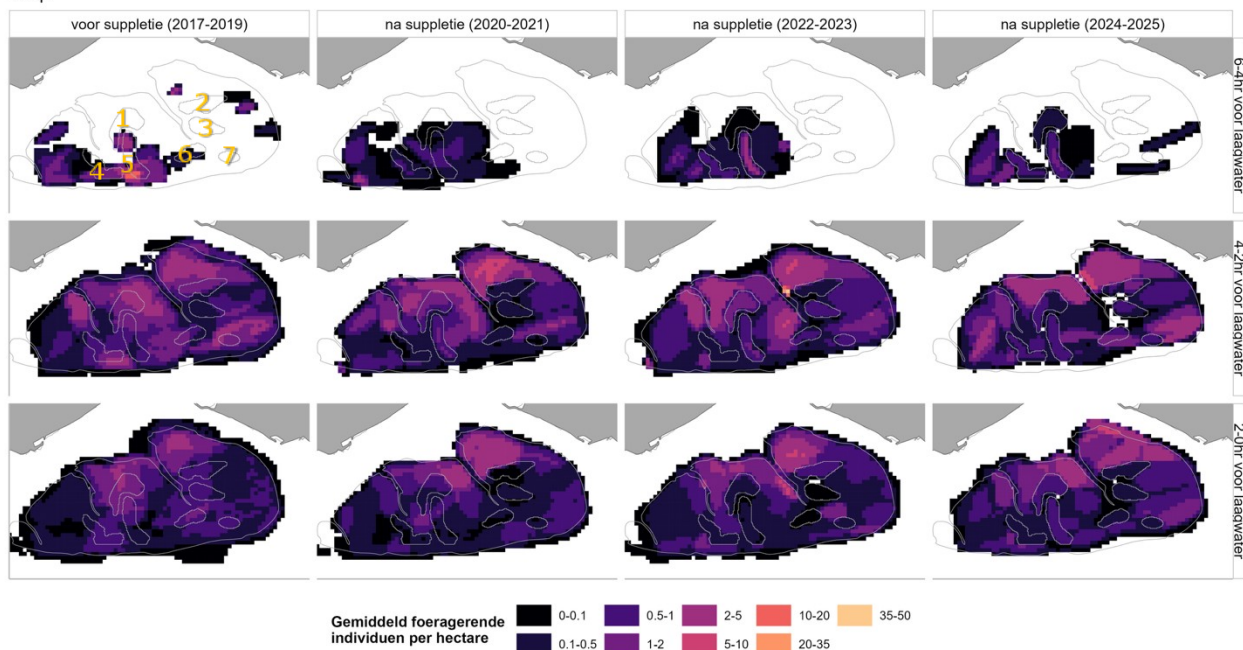 voor suppletie (2017-2019)
na suppletie (2020-2021)
na suppletie (2022-2023)
na suppletie (2024-2025)
6-4hr voor laagwater
1
2
3
4
5
6
7
4-2hr voor laagwater
2-0hr voor laagwater
Gemiddeld foeragerende
individuen per hectare
0-0.1
0.5-1
2-5
10-20
35-50
0.1-0.5
1-2
5-10
20-35